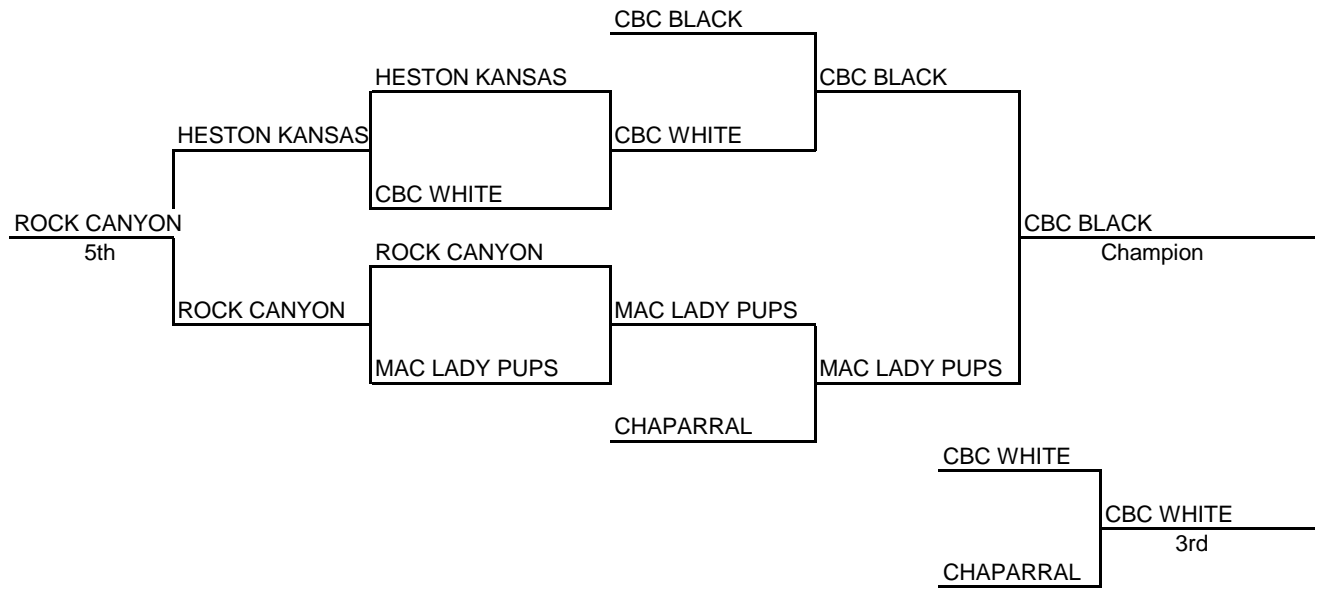 CBC BLACK
HESTON KANSAS
CBC BLACK
HESTON KANSAS
CBC WHITE
CBC WHITE
ROCK CANYON
5th
CBC BLACK
Champion
ROCK CANYON
ROCK CANYON
MAC LADY PUPS
MAC LADY PUPS
MAC LADY PUPS
CHAPARRAL
CBC WHITE
CBC WHITE
3rd
CHAPARRAL